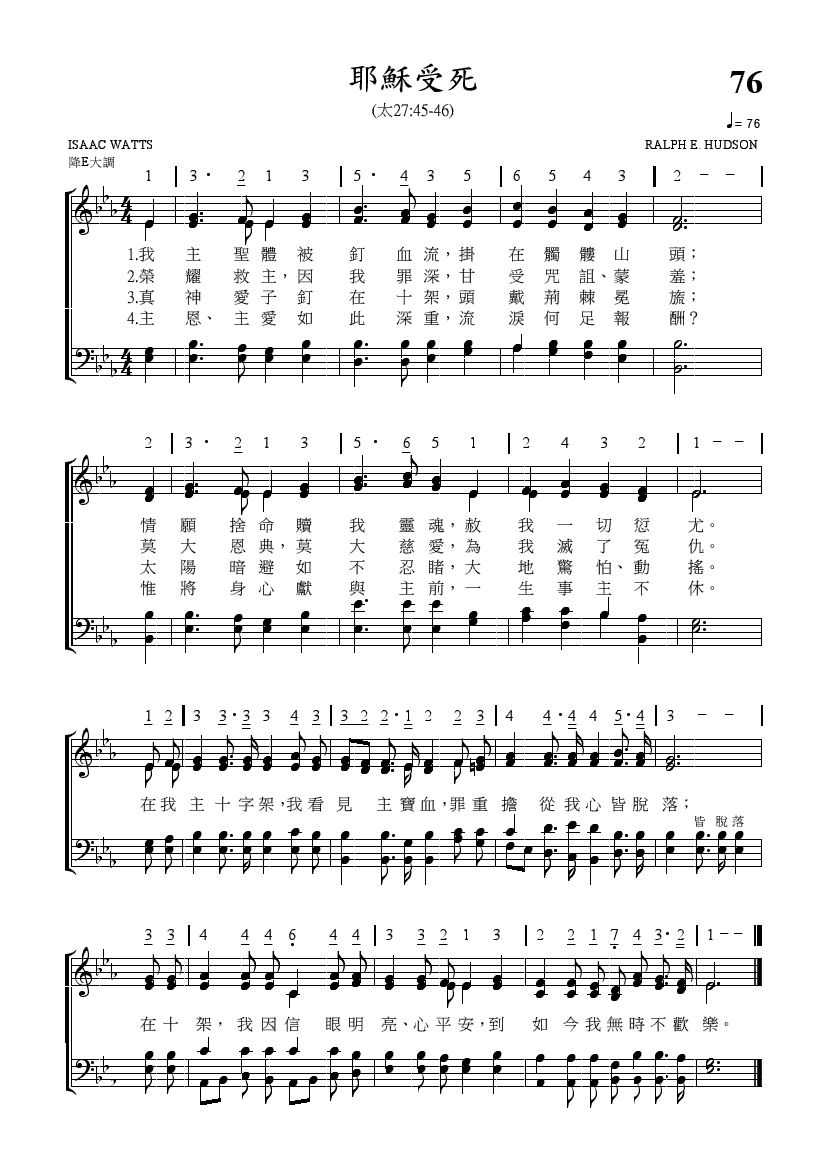 耶穌受死
76
(太27:45-46)
♩= 76
ISAAC WATTS
RALPH E. HUDSON
降E大調
1 | 3 · 2 1 3 | 5 · 4 3 5 | 6 5 4 3 | 2 – – |
1.我 主 聖 體 被 釘 血 流，掛 在 髑 髏 山 頭；
2.榮 耀 救 主，因 我 罪 深，甘 受 咒 詛、蒙 羞；
3.真 神 愛 子 釘 在 十 架，頭 戴 荊 棘 冕 旒；
4.主 恩、主 愛 如 此 深 重，流 淚 何 足 報 酬？
2 | 3 · 2 1 3 | 5 · 6 5 1 | 2 4 3 2 | 1 – – |
情 願 捨 命 贖 我 靈 魂，赦 我 一 切 愆 尤。
莫 大 恩 典，莫 大 慈 愛，為 我 滅 了 冤 仇。
太 陽 暗 避 如 不 忍 睹，大 地 驚 怕、動 搖。
惟 將 身 心 獻 與 主 前，一 生 事 主 不 休。
1 2 | 3 3 · 3 3 4 3 | 3 2 2 · 1 2 2 3 | 4 4 · 4 4 5 · 4 | 3 – – |
在 我 主 十 字 架，我 看 見 主 寶 血，罪 重 擔 從 我 心 皆 脫 落；
皆 脫 落
3 3 | 4 4 4 6 4 4 | 3 3 2 1 3 | 2 2 1 7 4 3 · 2 | 1 – – |
在 十 架，我 因 信 眼 明 亮、心 平 安，到 如 今 我 無 時 不 歡 樂。